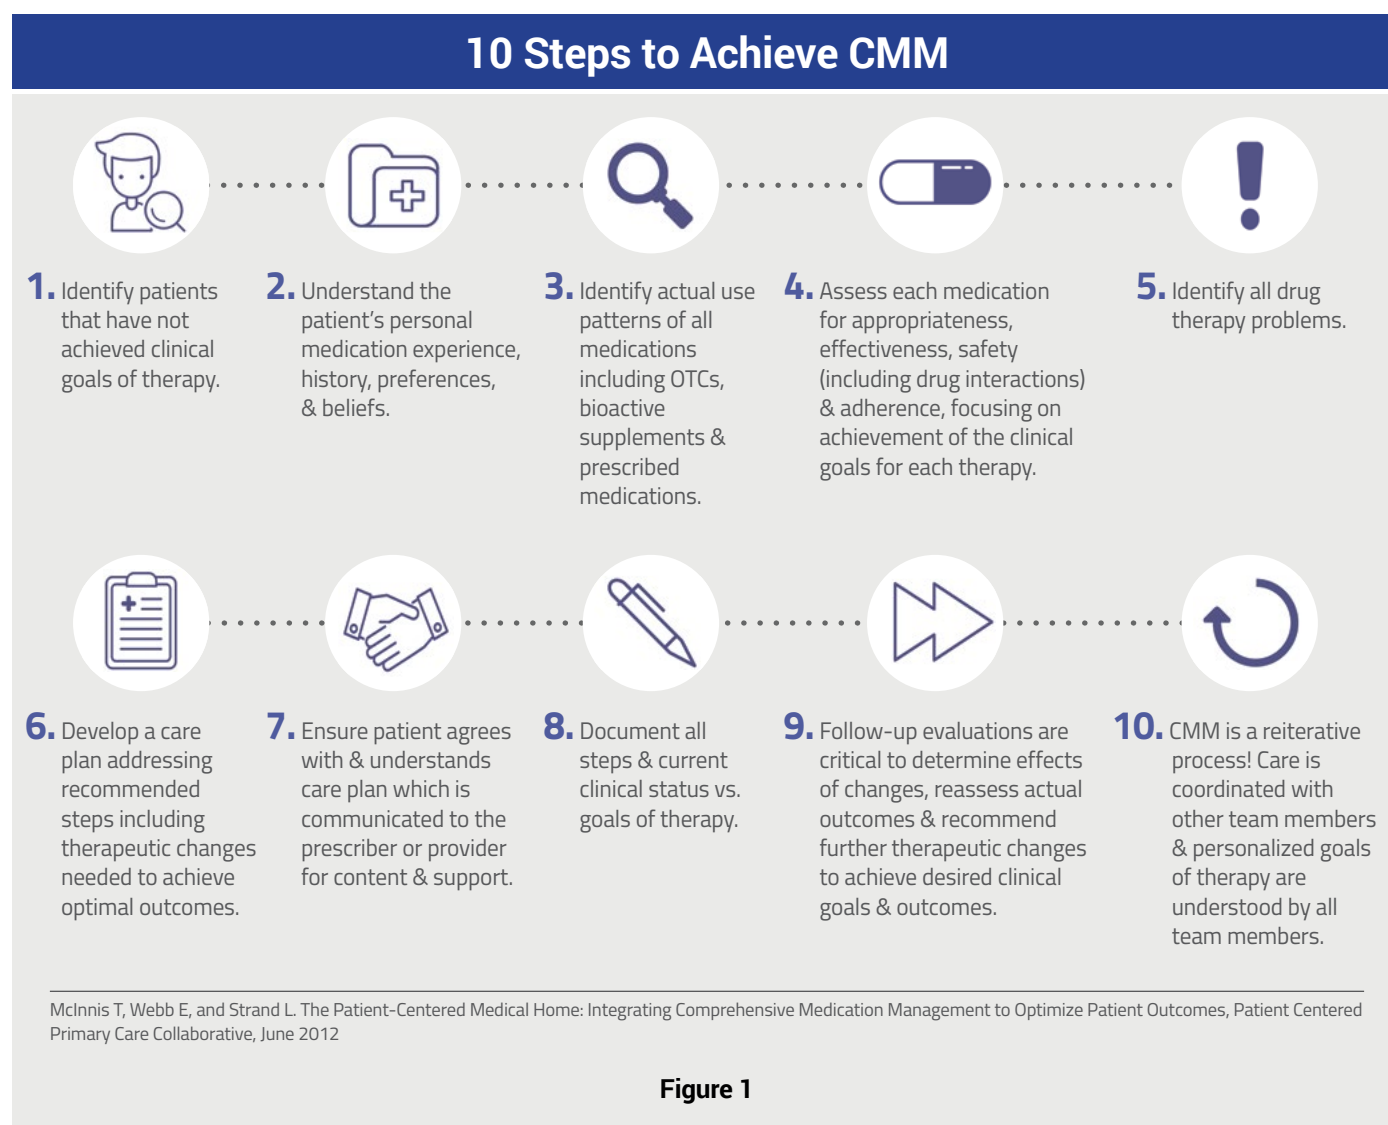 10 Steps to Achieve CMM
1. Identify patients
that have not
achieved clinical
goals of therapy.
2. Understand the
patient's personal
medication experience,
history, preferences,
& beliefs.
3. Identify actual use
patterns of all
medications
including OTCs,
bioactive
supplements &
prescribed
medications.
4. Assess each medication
for appropriateness,
effectiveness, safety
(including drug interactions)
& adherence, focusing on
achievement of the clinical
goals for each therapy.
5. Identify all drug
therapy problems.
6. Develop a care
plan addressing
recommended
steps including
therapeutic changes
needed to achieve
optimal outcomes.
7. Ensure patient agrees
with & understands
care plan which is
communicated to the
prescriber or provider
for content & support.
8. Document all
steps & current
clinical status vs.
goals of therapy.
9. Follow-up evaluations are
critical to determine effects
of changes, reassess actual
outcomes & recommend
further therapeutic changes
to achieve desired clinical
goals & outcomes.
10. CMM is a reiterative
process! Care is
coordinated with
other team members
& personalized goals
of therapy are
understood by all
team members.
McInnis T, Webb E, and Strand L. The Patient-Centered Medical Home: Integrating Comprehensive Medication Management to Optimize Patient Outcomes, Patient Centered
Primary Care Collaborative, June 2012
Figure 1